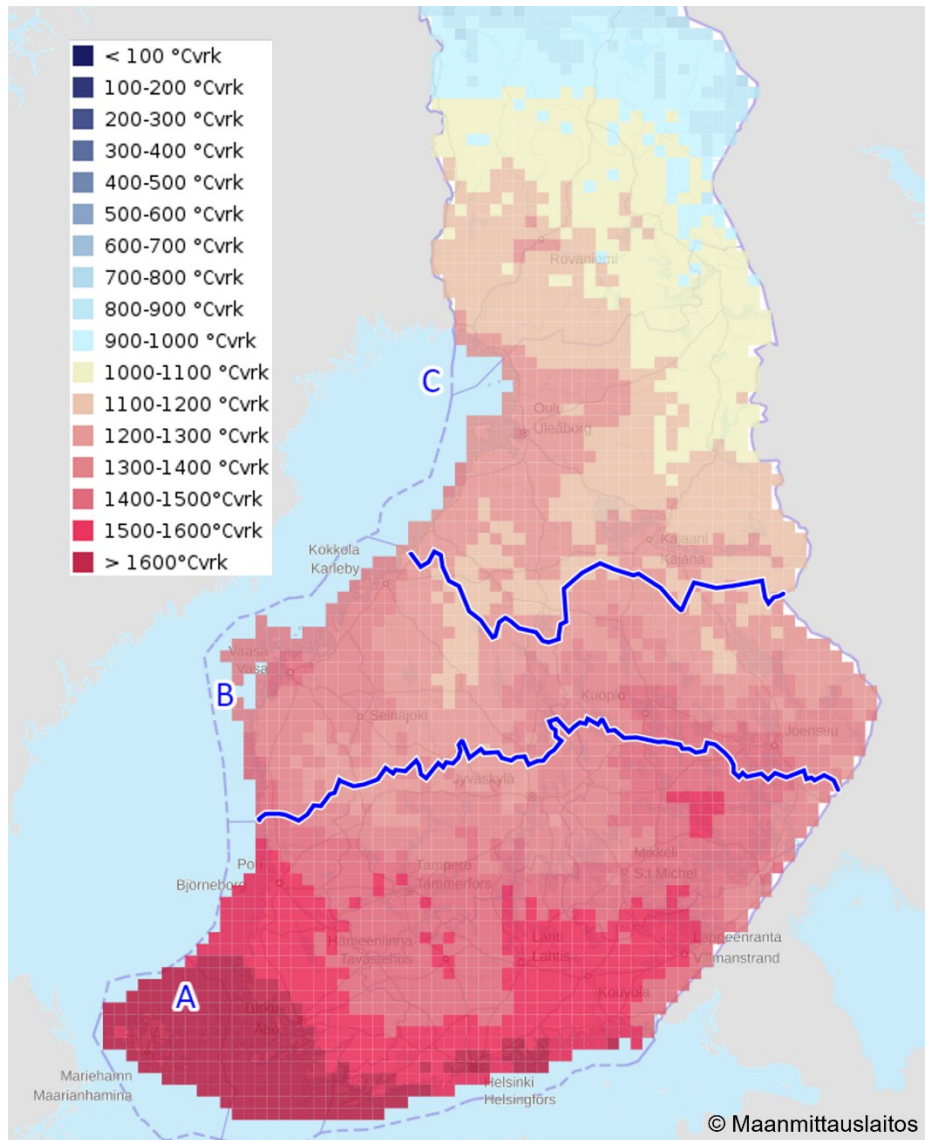 < 100 °Cvrk
100-200 °Cvrk
200-300 °Cvrk
300-400 °Cvrk
400-500 °Cvrk
500-600 °Cvrk
600-700 °Cvrk
700-800 °Cvrk
800-900 °Cvrk
900-1000 °Cvrk
1000-1100 °Cvrk
1100-1200 °Cvrk
1200-1300 °Cvrk
1300-1400 °Cvrk
1400-1500°Cvrk
1500-1600°Cvrk
> 1600°Cvrk
Rovaniemi
C
Oulu
Uleåborg
Kokkola
Karleby
Kajaani
Kajana
Vaasa
Vasa
B
Kuopio
Seinäjoki
Joensuu
Jyväskylä
Mikkeli
S:t Michel
Pori
Björneborg
Tampere
Tammerfors
Hämeenlinna
Tavastehus
Lahti
Lahtis
Lappeenranta
Villmanstrand
A
Kouvola
Turku
Åbo
Mariehamn
Maarianhamina
Helsinki
Helsingfors
© Maanmittauslaitos